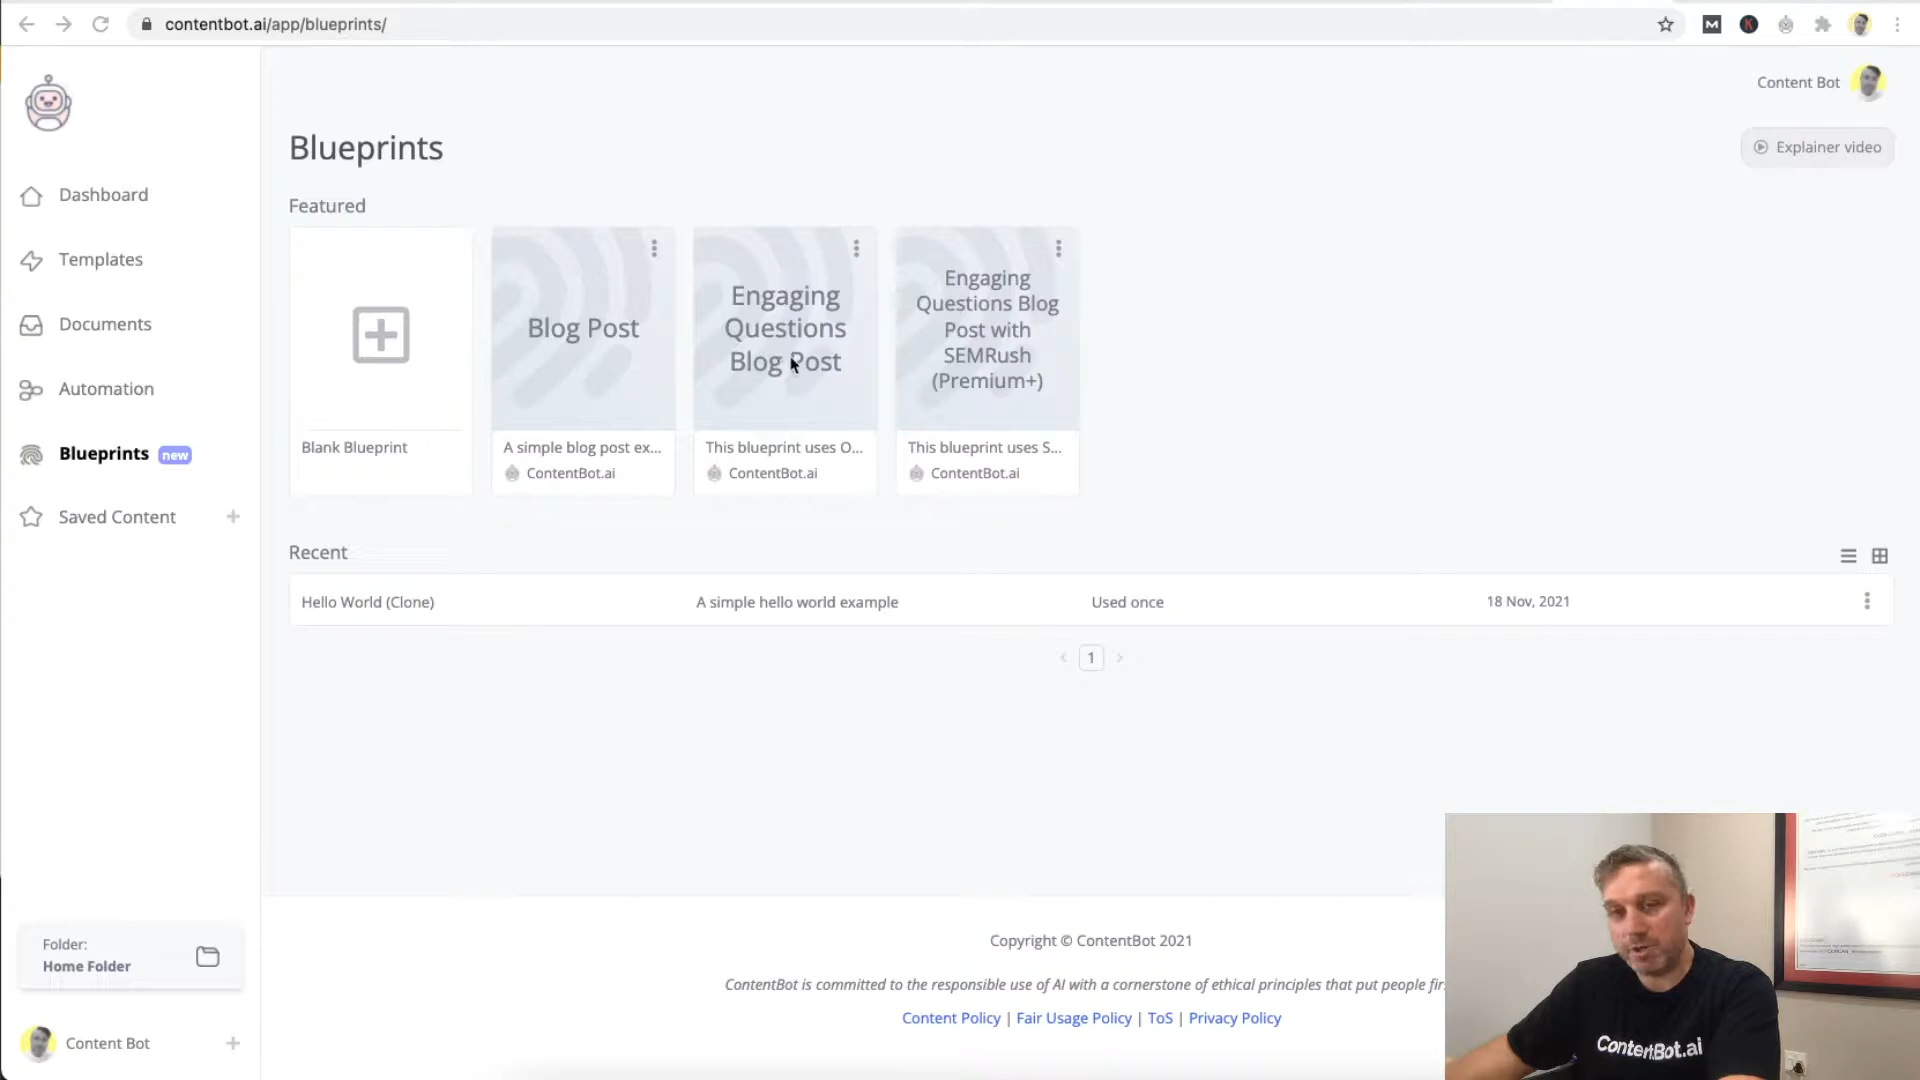 contentbot.ai/app/blueprints/
Content Bot
Blueprints
Explainer video
Dashboard
Templates
Documents
Automation
Blueprints new
Saved Content
Featured
Blank Blueprint
Blog Post
A simple blog post ex...
ContentBot.ai
Engaging
Questions
Blog Post
This blueprint uses O...
ContentBot.ai
Engaging
Questions Blog
Post with
SEMRush
(Premium+)
This blueprint uses S...
ContentBot.ai
Recent
Hello World (Clone) A simple hello world example Used once 18 Nov, 2021
1
Folder:
Home Folder
Content Bot
Copyright © ContentBot 2021
ContentBot is committed to the responsible use of AI with a cornerstone of ethical principles that put people fir
Content Policy | Fair Usage Policy | ToS | Privacy Policy
ContentBot.ai